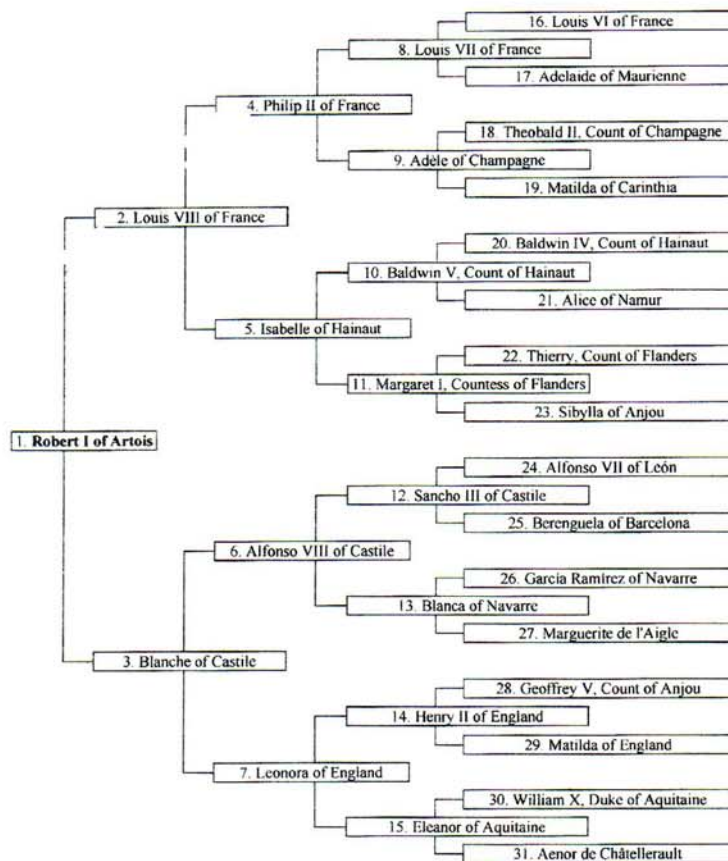 16. Louis VI of France
8. Louis VII of France
17. Adelaide of Maurienne
4. Philip II of France
18. Theobald II, Count of Champagne
9. Adèle of Champagne
19. Matilda of Carinthia
2. Louis VIII of France
20. Baldwin IV, Count of Hainaut
10. Baldwin V, Count of Hainaut
21. Alice of Namur
5. Isabelle of Hainaut
22. Thierry, Count of Flanders
11. Margaret I, Countess of Flanders
23. Sibylla of Anjou
1. Robert I of Artois
24. Alfonso VII of León
12. Sancho III of Castile
25. Berenguela of Barcelona
6. Alfonso VIII of Castile
26. García Ramírez of Navarre
13. Blanca of Navarre
27. Marguerite de l'Aigle
3. Blanche of Castile
28. Geoffrey V, Count of Anjou
14. Henry II of England
29. Matilda of England
7. Leonora of England
30. William X, Duke of Aquitaine
15. Eleanor of Aquitaine
31. Aenor de Châtellerault